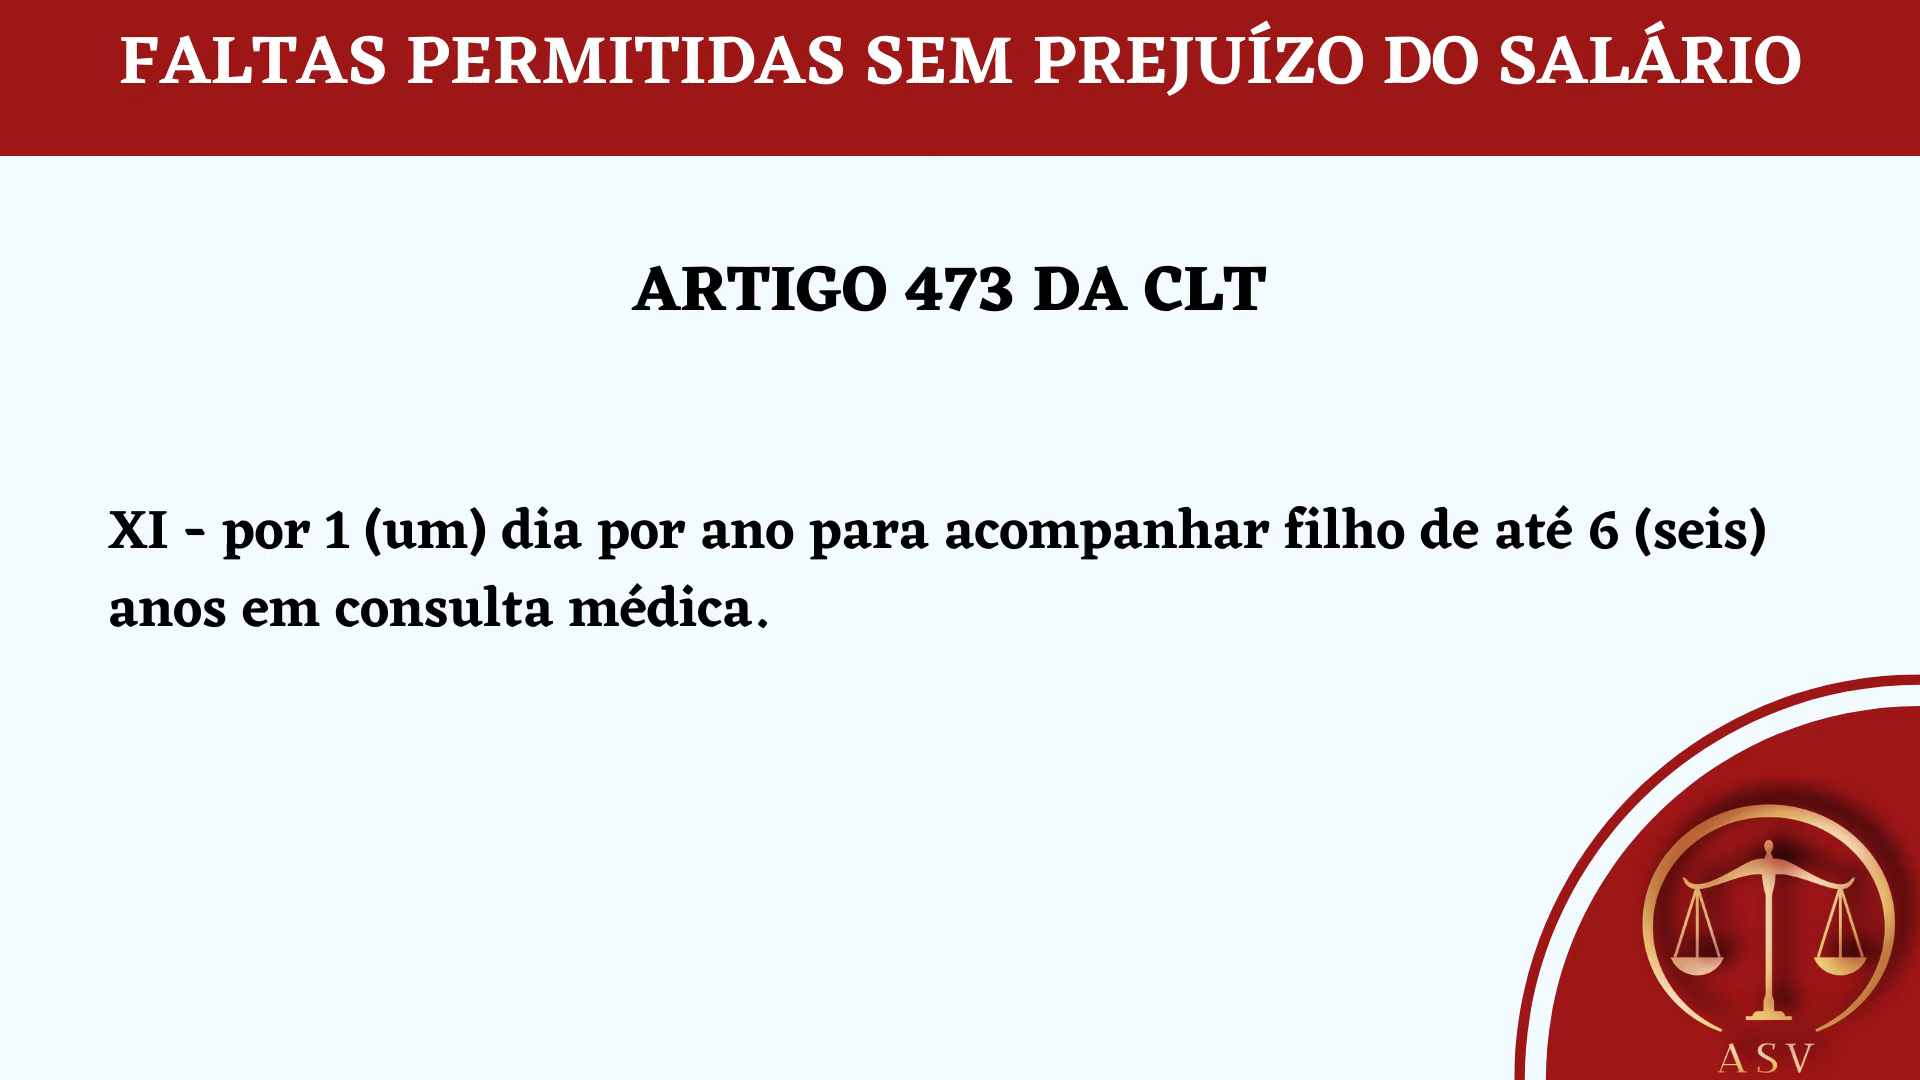 FALTAS PERMITIDAS SEM PREJUÍZO DO SALÁRIO
ARTIGO 473 DA CLT
XI - por 1 (um) dia por ano para acompanhar filho de até 6 (seis)
anos em consulta médica.
ASV